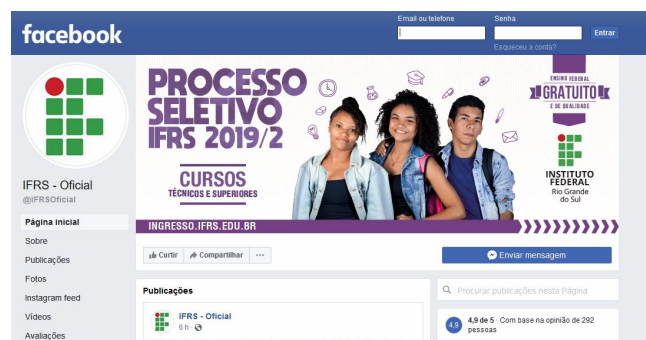 facebook
Email ou telefone
Senha
Entrar
Esqueceu a conta?
PROCESSO
SELETIVO
IFRS 2019/2
CURSOS
TÉCNICOS E SUPERIORES
INGRESSO.IFRS.EDU.BR
ENSINO FEDERAL
GRATUITO
E DE QUALIDADE
INSTITUTO
FEDERAL
Rio Grande
do Sul
IFRS - Oficial
@IFRSOficial
Página inicial
Sobre
Publicações
Fotos
Instagram feed
Vídeos
Avaliações
Curtir
Compartilhar
...
Enviar mensagem
Publicações
IFRS - Oficial
6 h ·
Procurar publicações nesta Página
4,9
4,9 de 5 · Com base na opinião de 292
pessoas